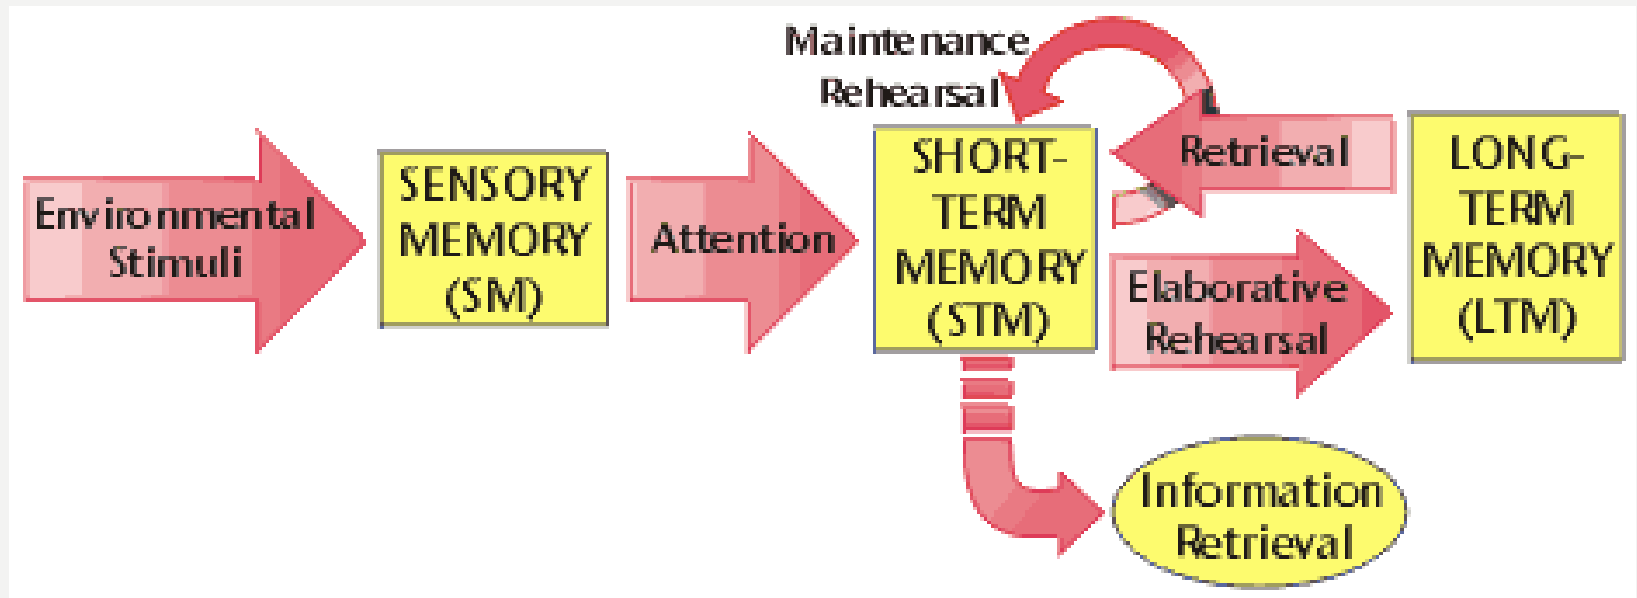 Maintenance
Rehearsal
Environmental
Stimuli
SENSORY
MEMORY
(SM)
Attention
SHORT-
TERM
MEMORY
(STM)
Retrieval
Elaborative
Rehearsal
LONG-
TERM
MEMORY
(LTM)
Information
Retrieval